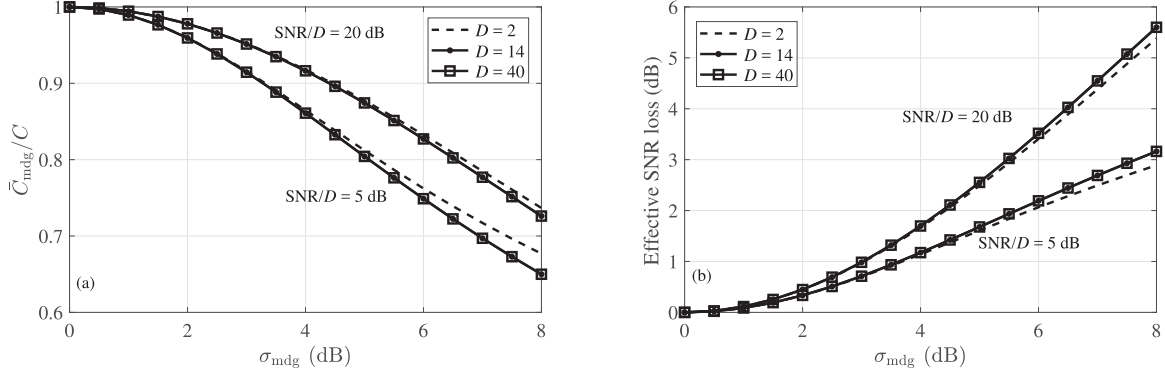 1
0.9
0.8
0.7
0.6
C̄mdg/C
SNR/D = 20 dB
D = 2
D = 14
D = 40
SNR/D = 5 dB
(a)
0 2 4 6 8
σmdg (dB)
6
5
4
3
2
1
0
Effective SNR loss (dB)
D = 2
D = 14
D = 40
SNR/D = 20 dB
SNR/D = 5 dB
(b)
0 2 4 6 8
σmdg (dB)